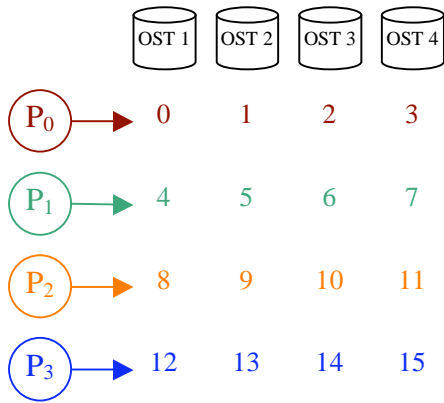 OST 1 OST 2 OST 3 OST 4
P₀ 0 1 2 3
P₁ 4 5 6 7
P₂ 8 9 10 11
P₃ 12 13 14 15